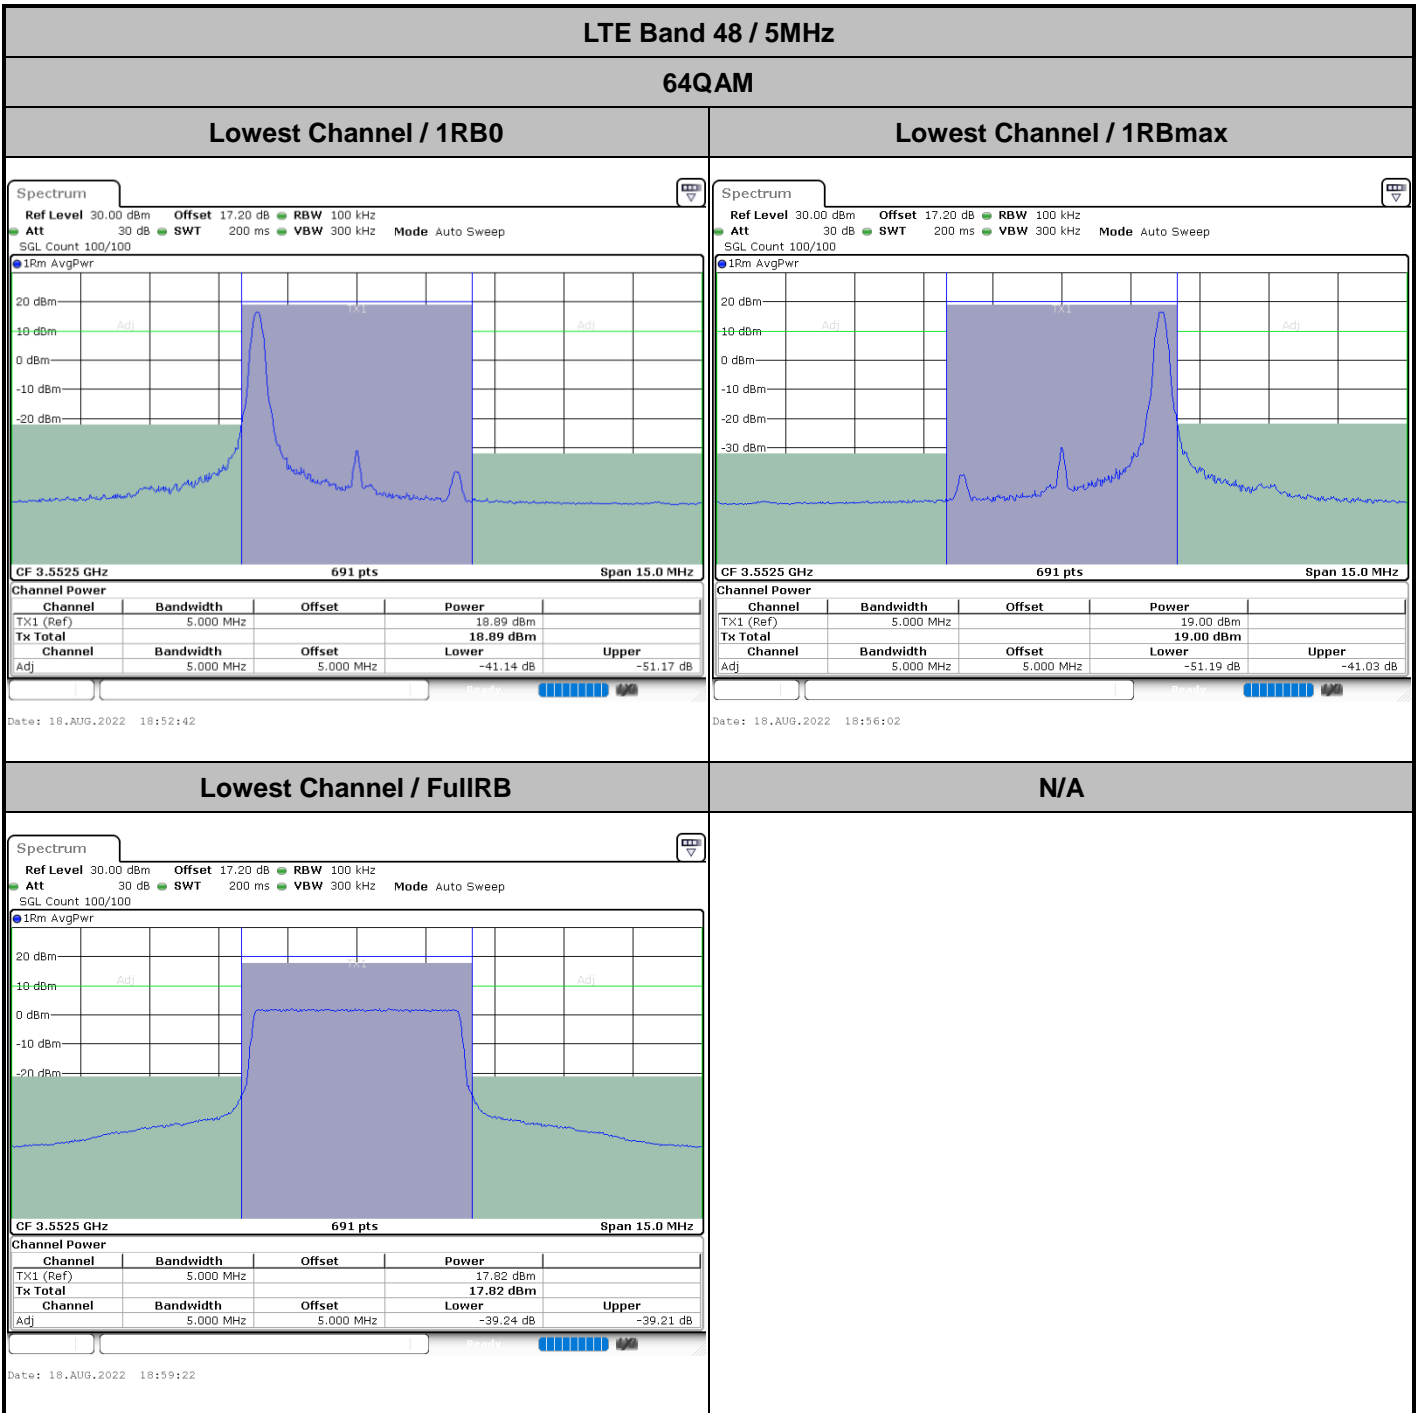 LTE Band 48 / 5MHz
64QAM
Lowest Channel / 1RB0
Lowest Channel / 1RBmax
Spectrum
Ref Level 30.00 dBm Offset 17.20 dB RBW 100 kHz
Att 30 dB SWT 200 ms VBW 300 kHz Mode Auto Sweep
SGL Count 100/100
1Rm AvgPwr
TX1
20 dBm
Adj
Adj
10 dBm
0 dBm
-10 dBm
-20 dBm
CF 3.5525 GHz 691 pts Span 15.0 MHz
Channel Power
Channel Bandwidth Offset Power
TX1 (Ref) 5.000 MHz 18.89 dBm
Tx Total 18.89 dBm
Channel Bandwidth Offset Lower Upper
Adj 5.000 MHz 5.000 MHz -41.14 dB -51.17 dB
Ready
Date: 18.AUG.2022 18:52:42
Spectrum
Ref Level 30.00 dBm Offset 17.20 dB RBW 100 kHz
Att 30 dB SWT 200 ms VBW 300 kHz Mode Auto Sweep
SGL Count 100/100
1Rm AvgPwr
TX1
20 dBm
Adj
Adj
10 dBm
0 dBm
-10 dBm
-20 dBm
-30 dBm
CF 3.5525 GHz 691 pts Span 15.0 MHz
Channel Power
Channel Bandwidth Offset Power
TX1 (Ref) 5.000 MHz 19.00 dBm
Tx Total 19.00 dBm
Channel Bandwidth Offset Lower Upper
Adj 5.000 MHz 5.000 MHz -51.19 dB -41.03 dB
Ready
Date: 18.AUG.2022 18:56:02
Lowest Channel / FullRB
N/A
Spectrum
Ref Level 30.00 dBm Offset 17.20 dB RBW 100 kHz
Att 30 dB SWT 200 ms VBW 300 kHz Mode Auto Sweep
SGL Count 100/100
1Rm AvgPwr
20 dBm
TX1
Adj
Adj
10 dBm
0 dBm
-10 dBm
-20 dBm
CF 3.5525 GHz 691 pts Span 15.0 MHz
Channel Power
Channel Bandwidth Offset Power
TX1 (Ref) 5.000 MHz 17.82 dBm
Tx Total 17.82 dBm
Channel Bandwidth Offset Lower Upper
Adj 5.000 MHz 5.000 MHz -39.24 dB -39.21 dB
Ready
Date: 18.AUG.2022 18:59:22